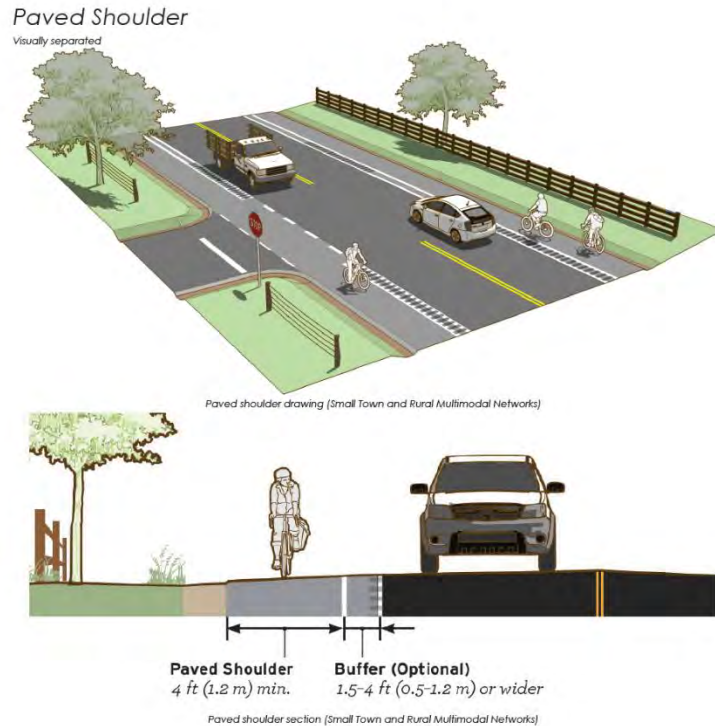 Paved Shoulder
Visually separated
STOP
Paved shoulder drawing (Small Town and Rural Multimodal Networks)
Paved Shoulder
4 ft (1.2 m) min.
Buffer (Optional)
1.5-4 ft (0.5-1.2 m) or wider
Paved shoulder section (Small Town and Rural Multimodal Networks)